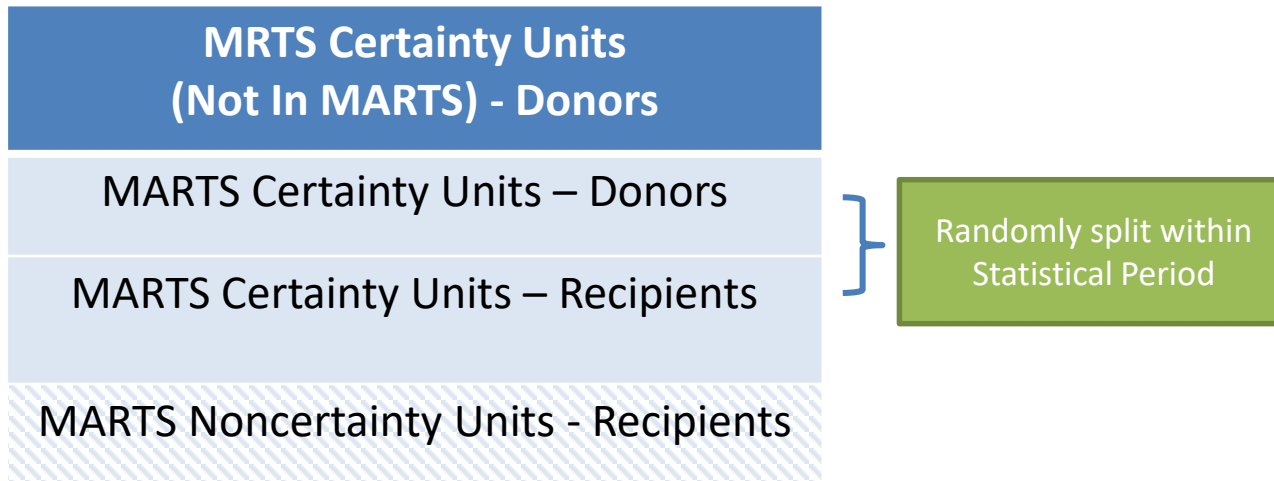 MRTS Certainty Units
(Not In MARTS) - Donors
MARTS Certainty Units – Donors
MARTS Certainty Units – Recipients
MARTS Noncertainty Units - Recipients
Randomly split within
Statistical Period